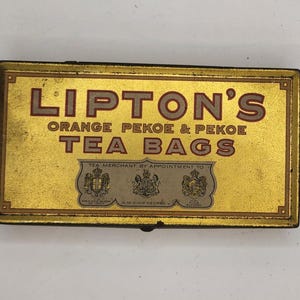 LIPTON'S
ORANGE PEKOE & PEKOE
TEA BAGS
TEA MERCHANT BY APPOINTMENT TO